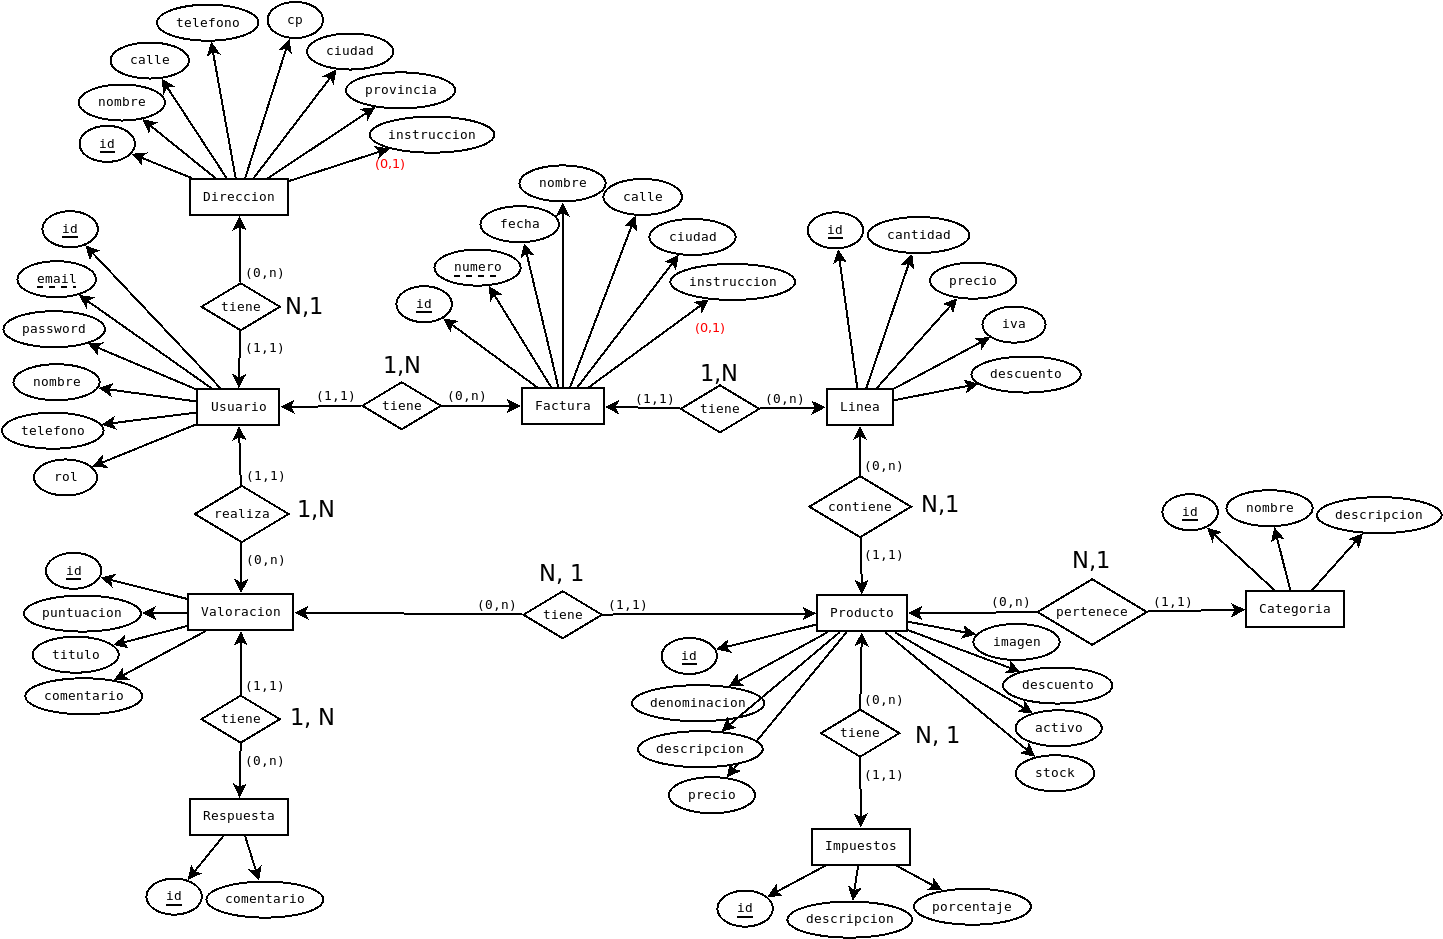 cp
telefono
ciudad
calle
provincia
nombre
instruccion
id
(0,1)
Direccion
nombre
calle
id
fecha
ciudad
id
cantidad
(0,n)
numero
email
instruccion
precio
id
tiene
N,1
password
(0,1)
iva
(1,1)
1,N
1,N
descuento
nombre
(1,1)
(0,n)
(1,1)
(0,n)
Usuario
tiene
Factura
tiene
Linea
telefono
(0,n)
rol
(1,1)
contiene
N,1
id
nombre
descripcion
realiza
1,N
(0,n)
(1,1)
N,1
id
N, 1
(0,n)
(1,1)
(0,n)
(1,1)
puntuacion
Valoracion
tiene
Producto
pertenece
Categoria
titulo
id
imagen
comentario
(1,1)
denominacion
(0,n)
descuento
tiene
1, N
descripcion
tiene
N, 1
activo
(0,n)
precio
(1,1)
stock
Respuesta
Impuestos
id
comentario
id
descripcion
porcentaje